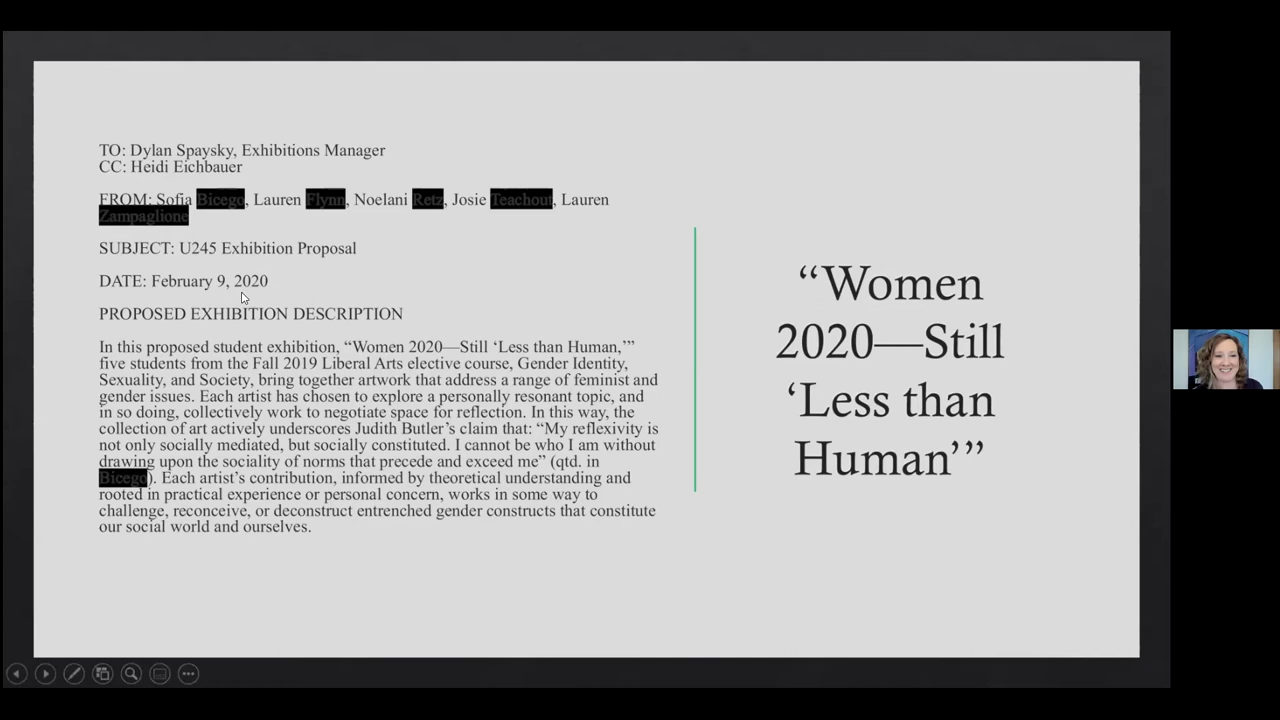 TO: Dylan Spaysky, Exhibitions Manager
CC: Heidi Eichbauer
FROM: Sofia , Lauren , Noelani , Josie , Lauren
SUBJECT: U245 Exhibition Proposal
DATE: February 9, 2020
PROPOSED EXHIBITION DESCRIPTION
In this proposed student exhibition, “Women 2020—Still ‘Less than Human,’”
five students from the Fall 2019 Liberal Arts elective course, Gender Identity,
Sexuality, and Society, bring together artwork that address a range of feminist and
gender issues. Each artist has chosen to explore a personally resonant topic, and
in so doing, collectively work to negotiate space for reflection. In this way, the
collection of art actively underscores Judith Butler’s claim that: “My reflexivity is
not only socially mediated, but socially constituted. I cannot be who I am without
drawing upon the sociality of norms that precede and exceed me” (qtd. in
). Each artist’s contribution, informed by theoretical understanding and
rooted in practical experience or personal concern, works in some way to
challenge, reconceive, or deconstruct entrenched gender constructs that constitute
our social world and ourselves.
“Women
2020—Still
‘Less than
Human’”